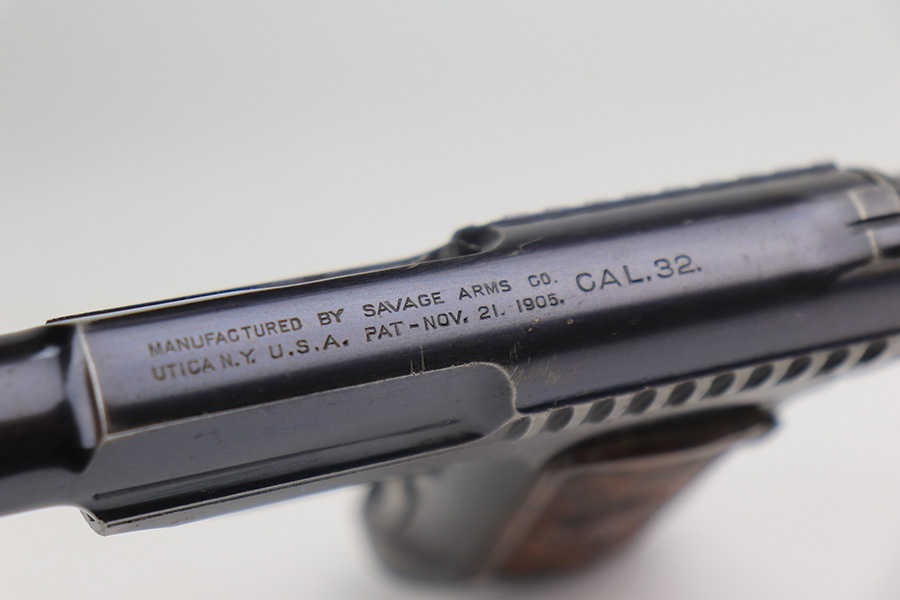 MANUFACTURED BY SAVAGE ARMS CO. CAL.32.
UTICA N.Y. U.S.A. PAT-NOV. 21. 1905.